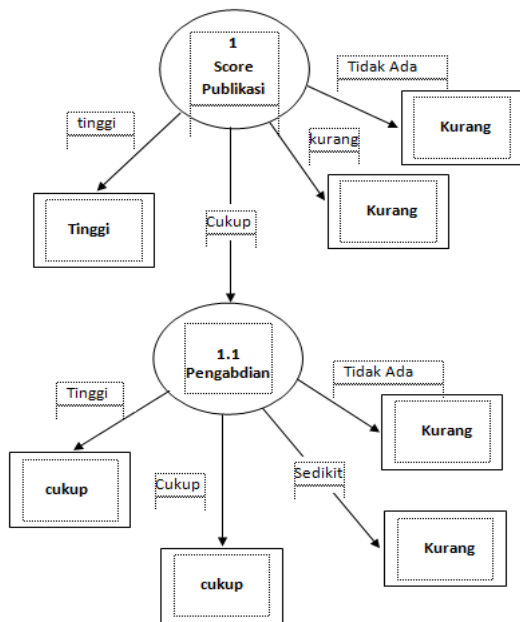 1
Score
Publikasi
Tidak Ada
tinggi
Kurang
kurang
Kurang
Tinggi
Cukup
1.1
Pengabdian
Tidak Ada
Tinggi
Kurang
Sedikit
Cukup
cukup
Kurang
cukup